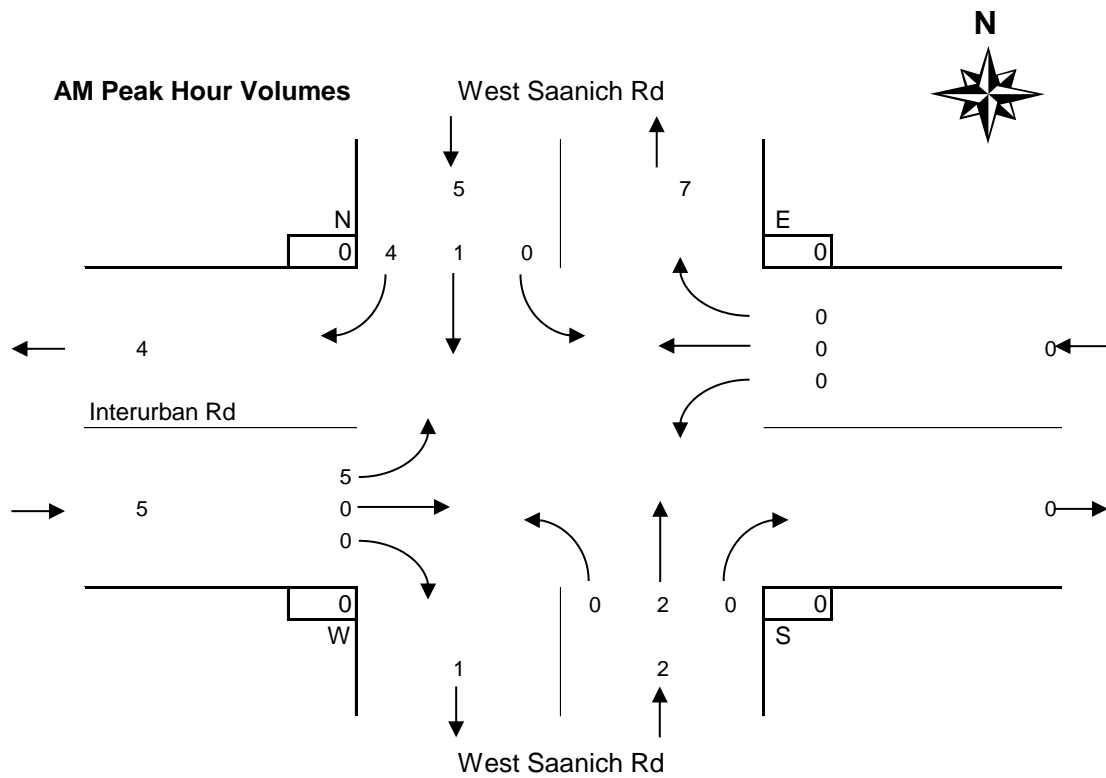 N
AM Peak Hour Volumes West Saanich Rd
5 7
N E
0 4 1 0 0
0
4 0 0
0
Interurban Rd
5
5 0 0
0
0 0 2 0 0
W S
1 2
West Saanich Rd